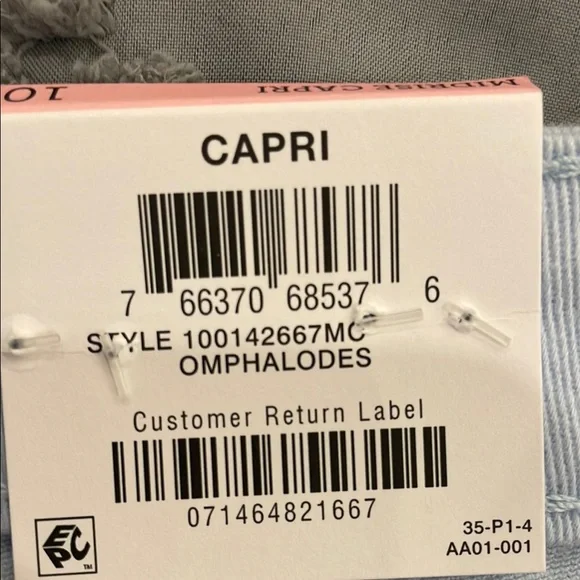 10 MIDRISE CAPRI
CAPRI
7 66370 68537 6
STYLE 100142667MC
OMPHALODES
Customer Return Label
071464821667
EPC TM
35-P1-4
AA01-001